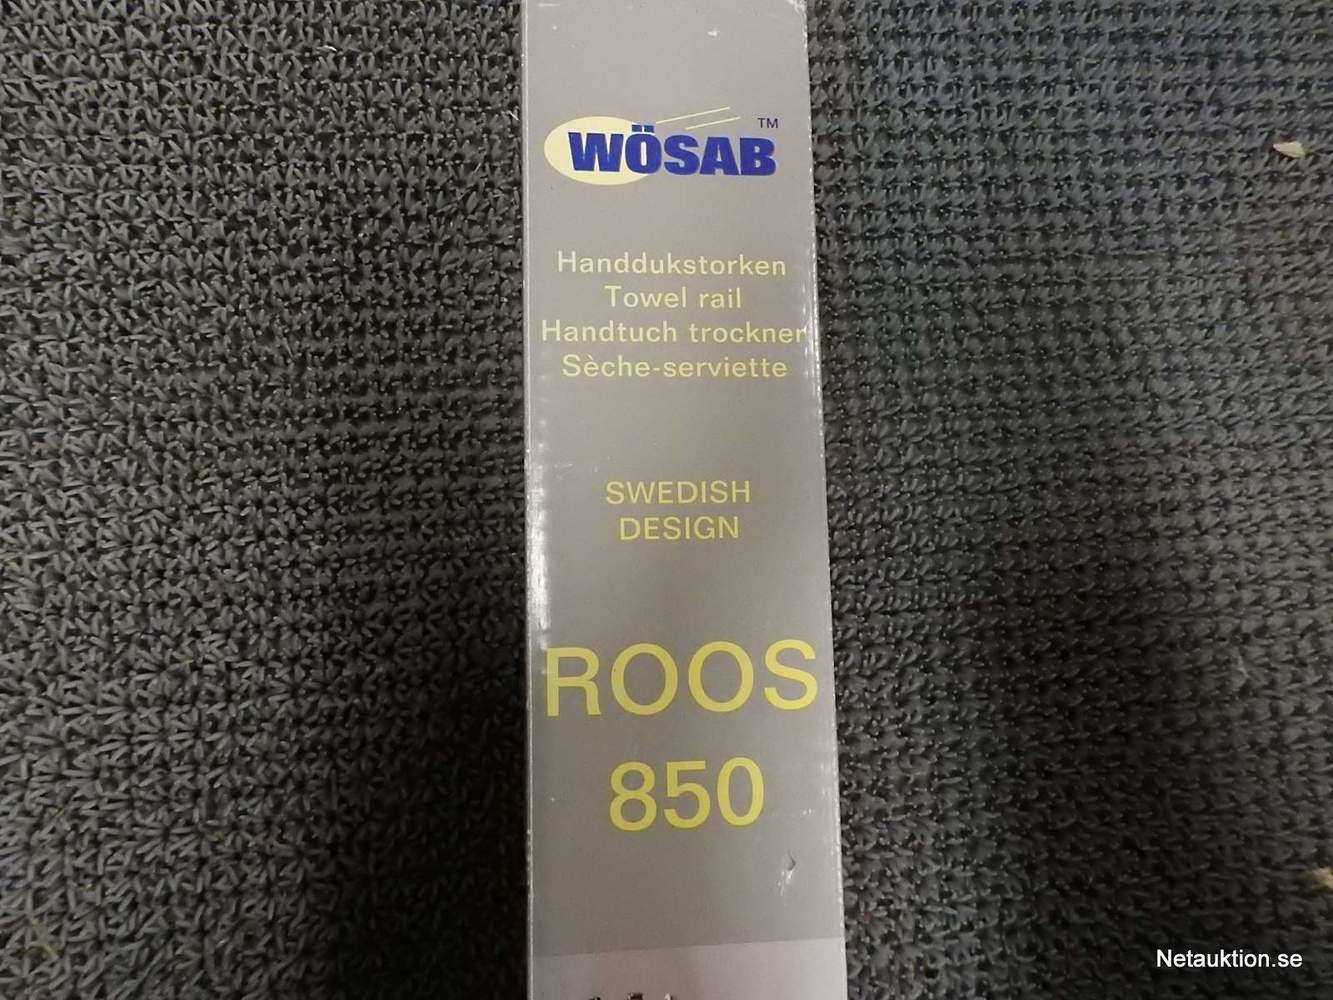 WÖSAB TM
Handdukstorken
Towel rail
Handtuch trockner
Sèche-serviette
SWEDISH
DESIGN
ROOS
850
Netauktion.se